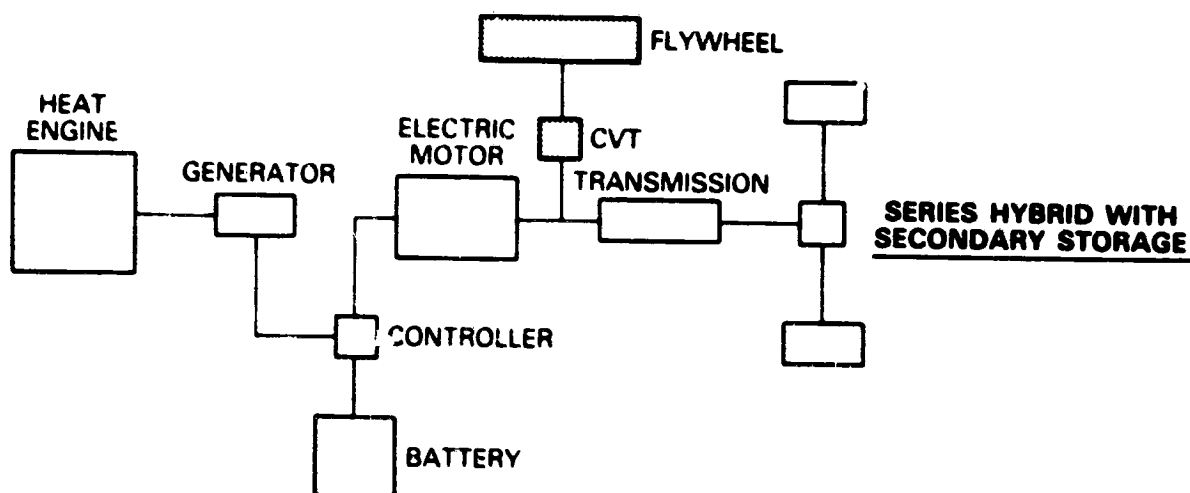 FLYWHEEL
HEAT
ENGINE
ELECTRIC
MOTOR
CVT
GENERATOR
TRANSMISSION
SERIES HYBRID WITH
SECONDARY STORAGE
CONTROLLER
BATTERY